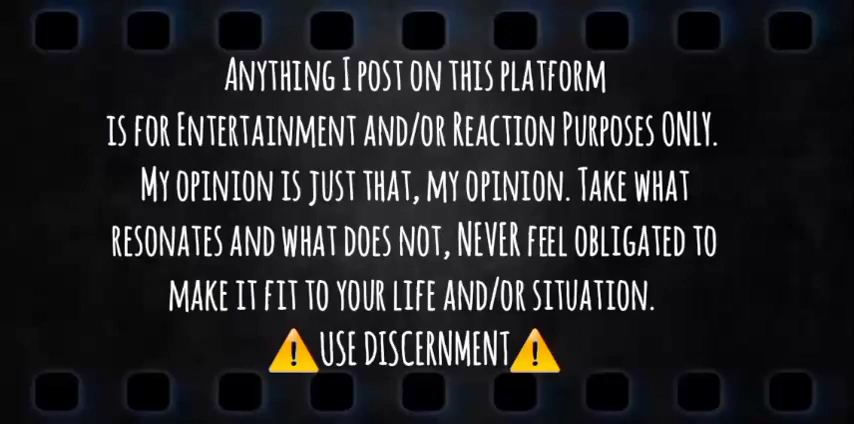 Anything I post on this platform
is for Entertainment and/or Reaction Purposes ONLY.
My opinion is just that, my opinion. Take what
resonates and what does not, NEVER feel obligated to
make it fit to your life and/or situation.
⚠️USE DISCERNMENT⚠️